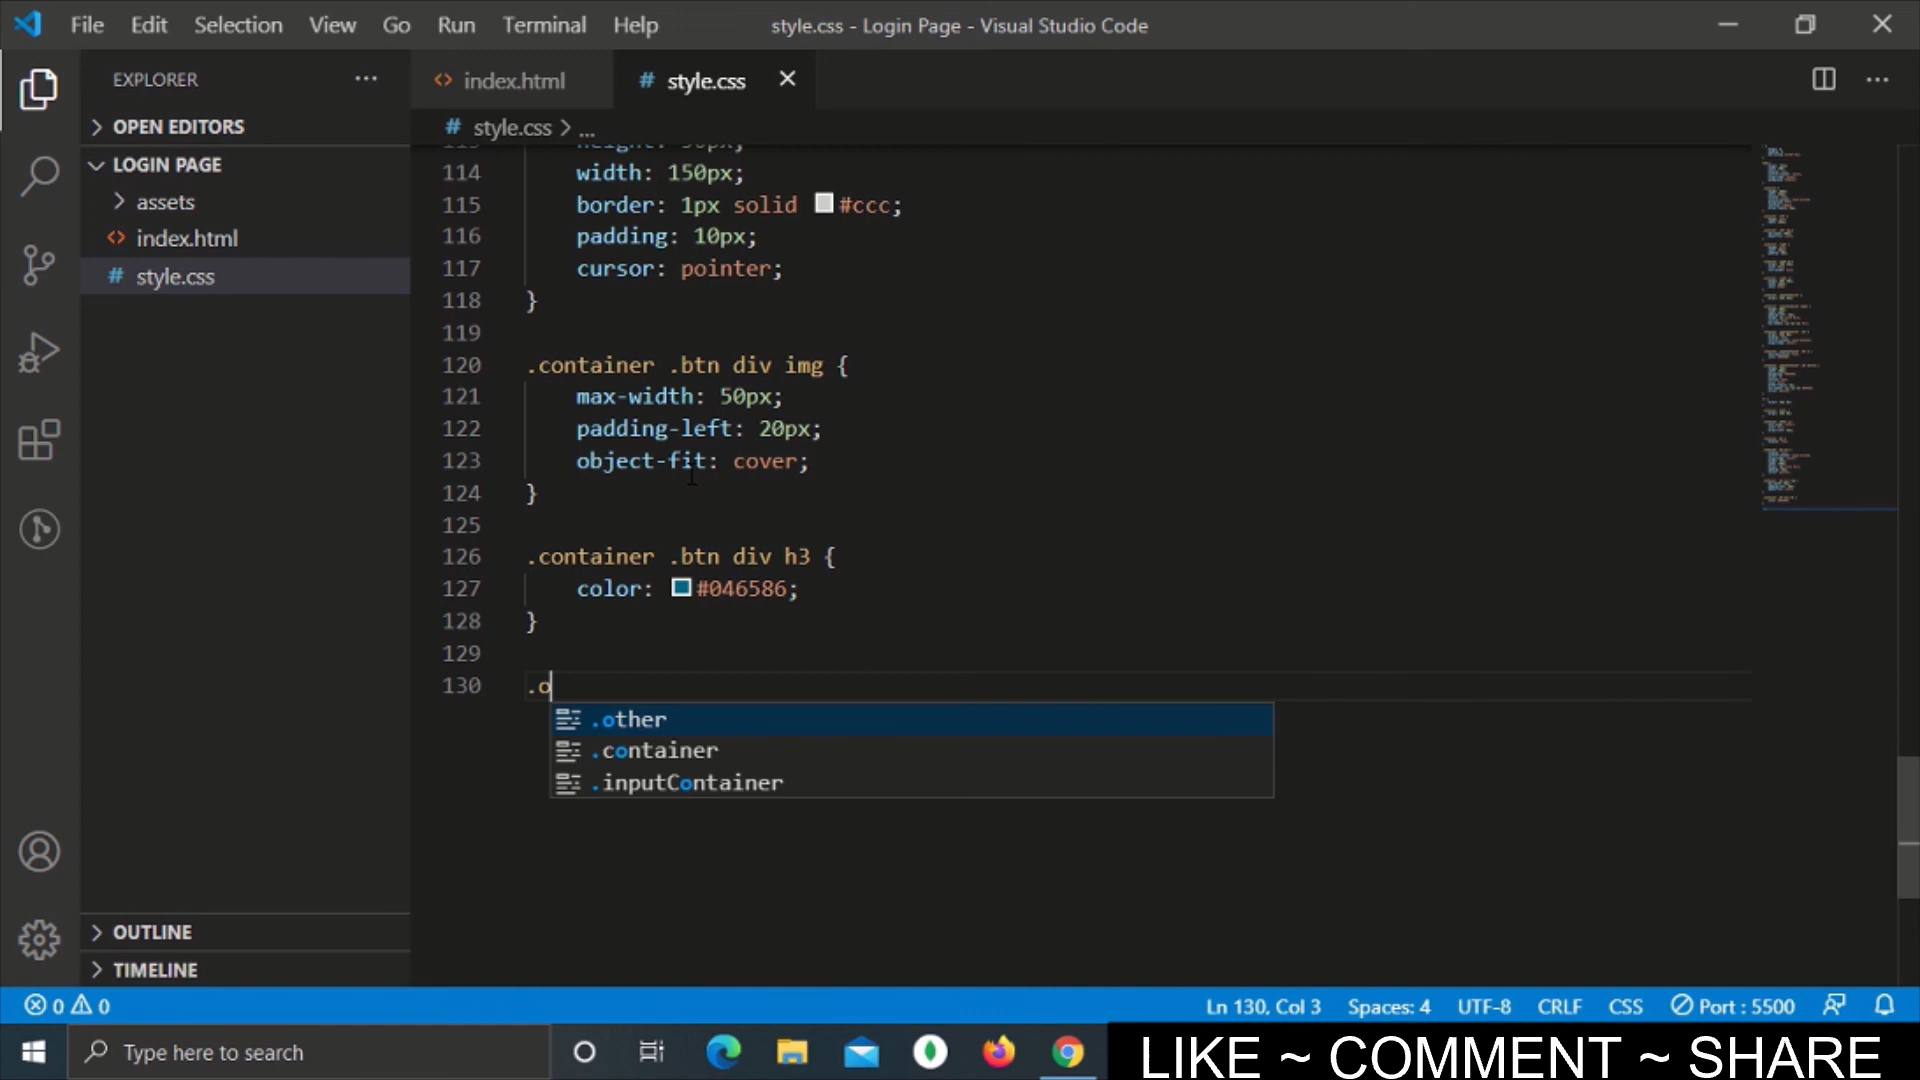 File Edit Selection View Go Run Terminal Help style.css - Login Page - Visual Studio Code
EXPLORER
index.html
# style.css
OPEN EDITORS
# style.css > ...
LOGIN PAGE
assets
index.html
# style.css
114 width: 150px;
115 border: 1px solid #ccc;
116 padding: 10px;
117 cursor: pointer;
118 }
119
120 .container .btn div img {
121 max-width: 50px;
122 padding-left: 20px;
123 object-fit: cover;
124 }
125
126 .container .btn div h3 {
127 color: #046586;
128 }
129
130 .o
.other
.container
.inputContainer
OUTLINE
TIMELINE
0 0 Ln 130, Col 3 Spaces: 4 UTF-8 CRLF CSS Port : 5500
Type here to search
LIKE ~ COMMENT ~ SHARE